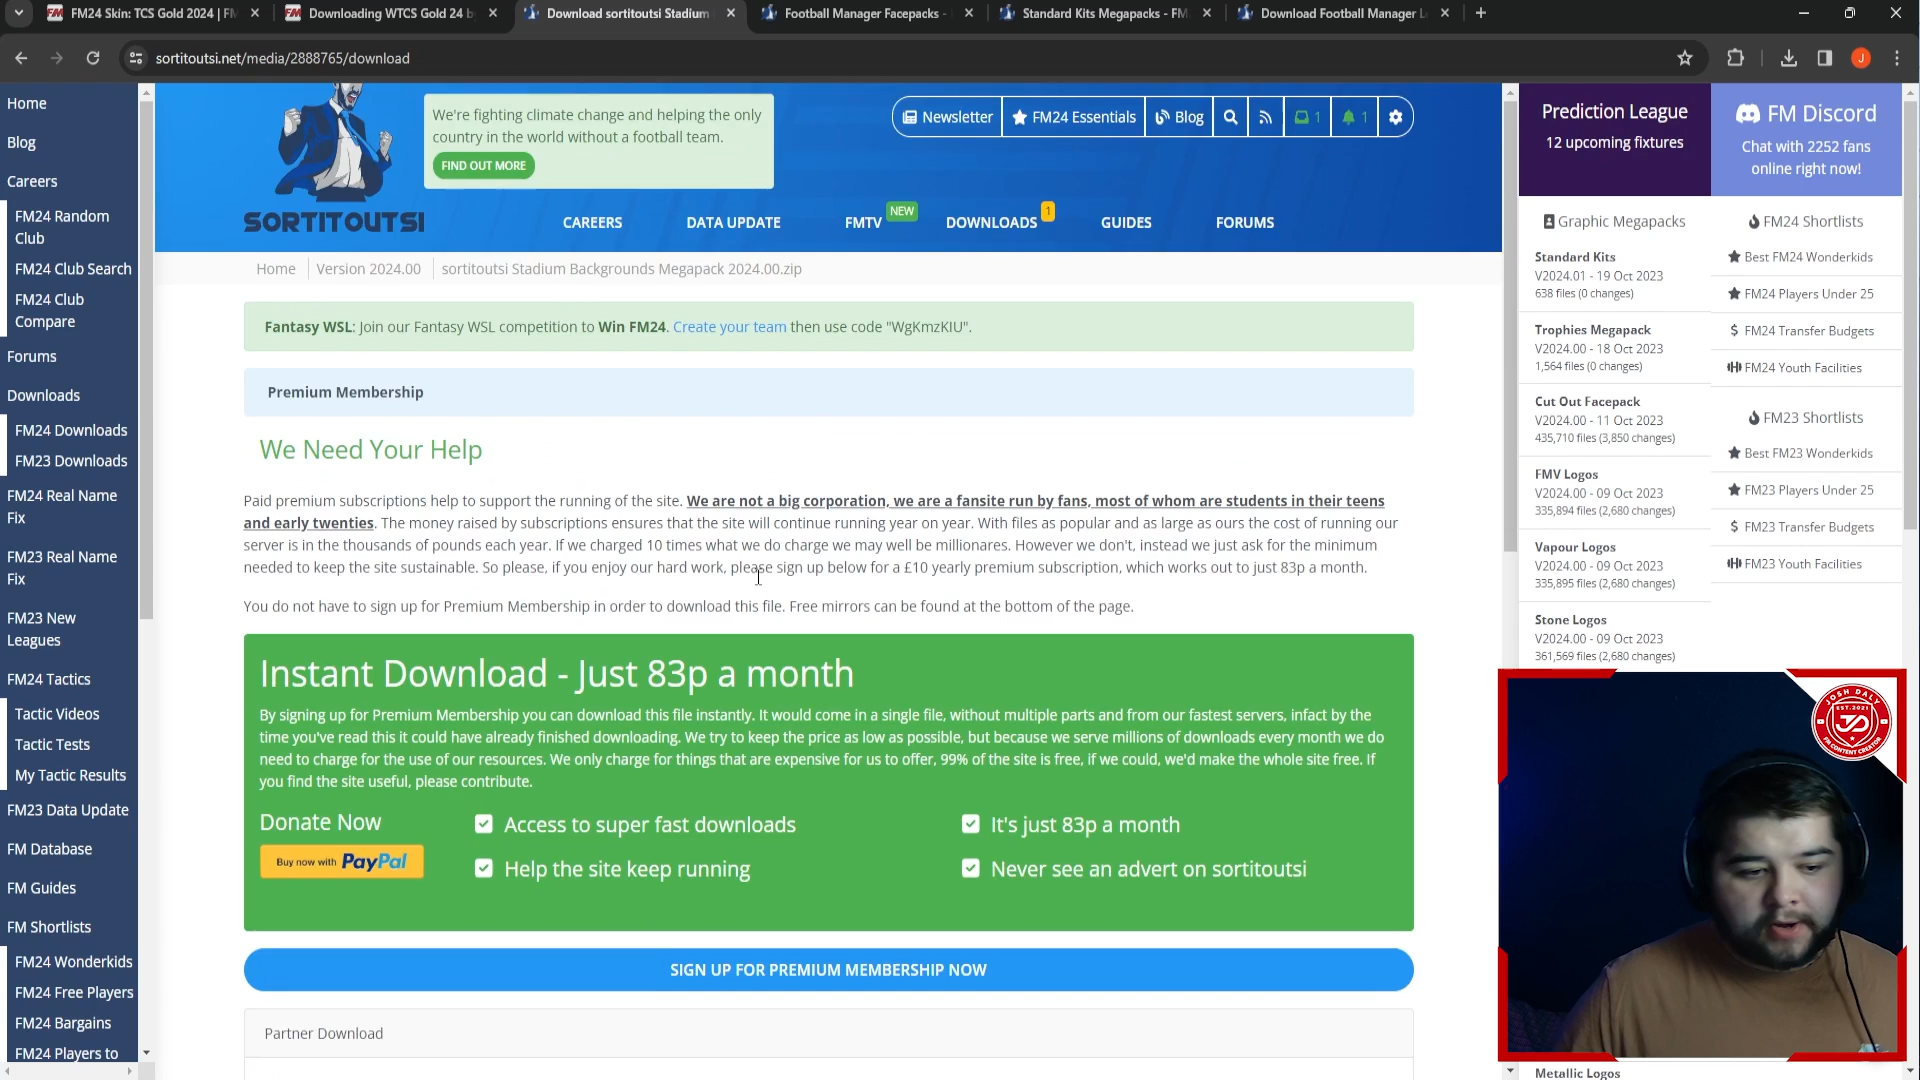 FM24 Skin: TCS Gold 2024 | FM
Downloading WTCS Gold 24 b
Download sortitoutsi Stadium
Football Manager Facepacks -
Standard Kits Megapacks - FM
Download Football Manager L
sortitoutsi.net/media/2888765/download
J
Home
Blog
Careers
FM24 Random
Club
FM24 Club Search
FM24 Club
Compare
Forums
Downloads
FM24 Downloads
FM23 Downloads
FM24 Real Name
Fix
FM23 Real Name
Fix
FM23 New
Leagues
FM24 Tactics
Tactic Videos
Tactic Tests
My Tactic Results
FM23 Data Update
FM Database
FM Guides
FM Shortlists
FM24 Wonderkids
FM24 Free Players
FM24 Bargains
FM24 Players to
SORTITOUTSI
We're fighting climate change and helping the only
country in the world without a football team.
FIND OUT MORE
Newsletter
FM24 Essentials
Blog
1
1
CAREERS
DATA UPDATE
FMTV
NEW
DOWNLOADS
1
GUIDES
FORUMS
Home
Version 2024.00
sortitoutsi Stadium Backgrounds Megapack 2024.00.zip
Fantasy WSL: Join our Fantasy WSL competition to Win FM24. Create your team then use code "WgKmzKIU".
Premium Membership
We Need Your Help
Paid premium subscriptions help to support the running of the site. We are not a big corporation, we are a fansite run by fans, most of whom are students in their teens
and early twenties. The money raised by subscriptions ensures that the site will continue running year on year. With files as popular and as large as ours the cost of running our
server is in the thousands of pounds each year. If we charged 10 times what we do charge we may well be millionares. However we don't, instead we just ask for the minimum
needed to keep the site sustainable. So please, if you enjoy our hard work, please sign up below for a £10 yearly premium subscription, which works out to just 83p a month.
You do not have to sign up for Premium Membership in order to download this file. Free mirrors can be found at the bottom of the page.
Instant Download - Just 83p a month
By signing up for Premium Membership you can download this file instantly. It would come in a single file, without multiple parts and from our fastest servers, infact by the
time you've read this it could have already finished downloading. We try to keep the price as low as possible, but because we serve millions of downloads every month we do
need to charge for the use of our resources. We only charge for things that are expensive for us to offer, 99% of the site is free, if we could, we'd make the whole site free. If
you find the site useful, please contribute.
Donate Now
Buy now with PayPal
Access to super fast downloads
It's just 83p a month
Help the site keep running
Never see an advert on sortitoutsi
SIGN UP FOR PREMIUM MEMBERSHIP NOW
Partner Download
Prediction League
12 upcoming fixtures
FM Discord
Chat with 2252 fans
online right now!
Graphic Megapacks
Standard Kits
V2024.01 - 19 Oct 2023
638 files (0 changes)
Trophies Megapack
V2024.00 - 18 Oct 2023
1,564 files (0 changes)
Cut Out Facepack
V2024.00 - 11 Oct 2023
435,710 files (3,850 changes)
FMV Logos
V2024.00 - 09 Oct 2023
335,894 files (2,680 changes)
Vapour Logos
V2024.00 - 09 Oct 2023
335,895 files (2,680 changes)
Stone Logos
V2024.00 - 09 Oct 2023
361,569 files (2,680 changes)
Metallic Logos
FM24 Shortlists
Best FM24 Wonderkids
FM24 Players Under 25
FM24 Transfer Budgets
FM24 Youth Facilities
FM23 Shortlists
Best FM23 Wonderkids
FM23 Players Under 25
FM23 Transfer Budgets
FM23 Youth Facilities
JOSH DALY
EST.2021
JD
FM CONTENT CREATOR